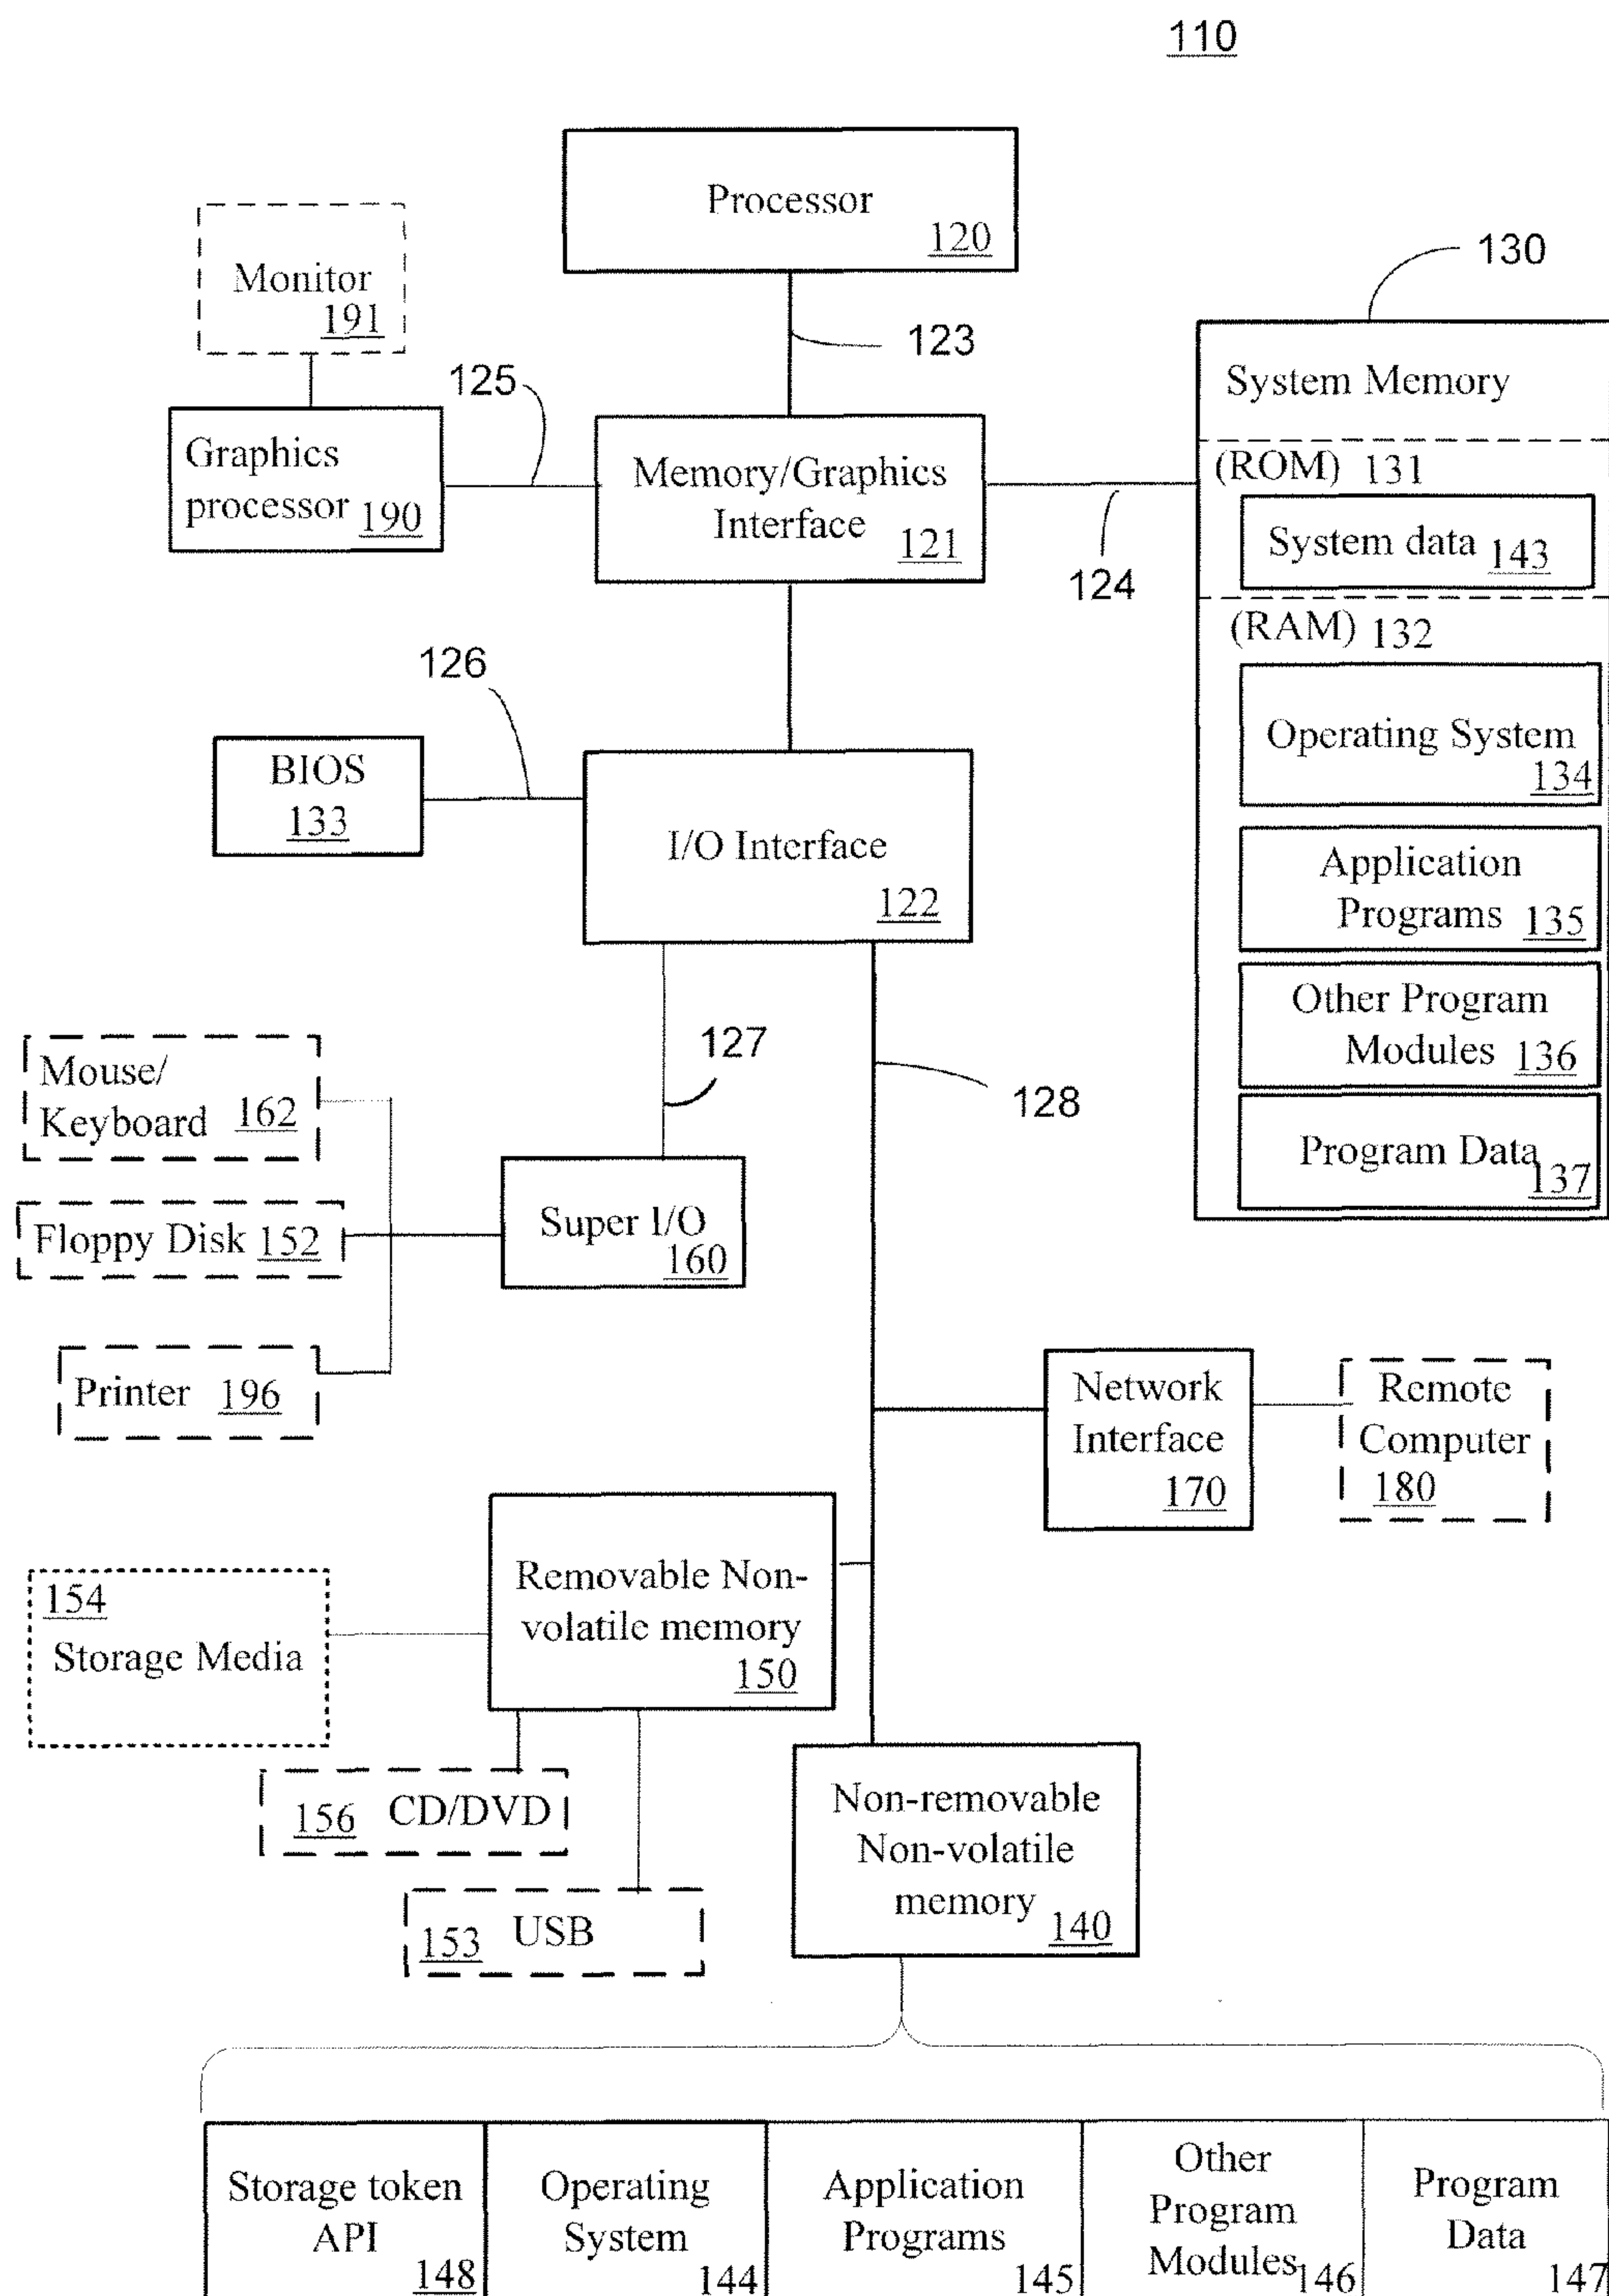 110
Processor
120
Monitor
191
130
123
125
System Memory
Graphics
processor 190
Memory/Graphics
Interface
121
(ROM) 131
System data 143
124
(RAM) 132
126
Operating System
134
BIOS
133
I/O Interface
122
Application
Programs 135
Other Program
Modules 136
127
128
Mouse/
Keyboard 162
Program Data
137
Super I/O
160
Floppy Disk 152
Printer 196
Network
Interface
170
Remote
Computer
180
Removable Non-
volatile memory
150
154
Storage Media
156 CD/DVD
Non-removable
Non-volatile
memory 140
153 USB
Storage token
API
148
Operating
System
144
Application
Programs
145
Other
Program
Modules 146
Program
Data
147